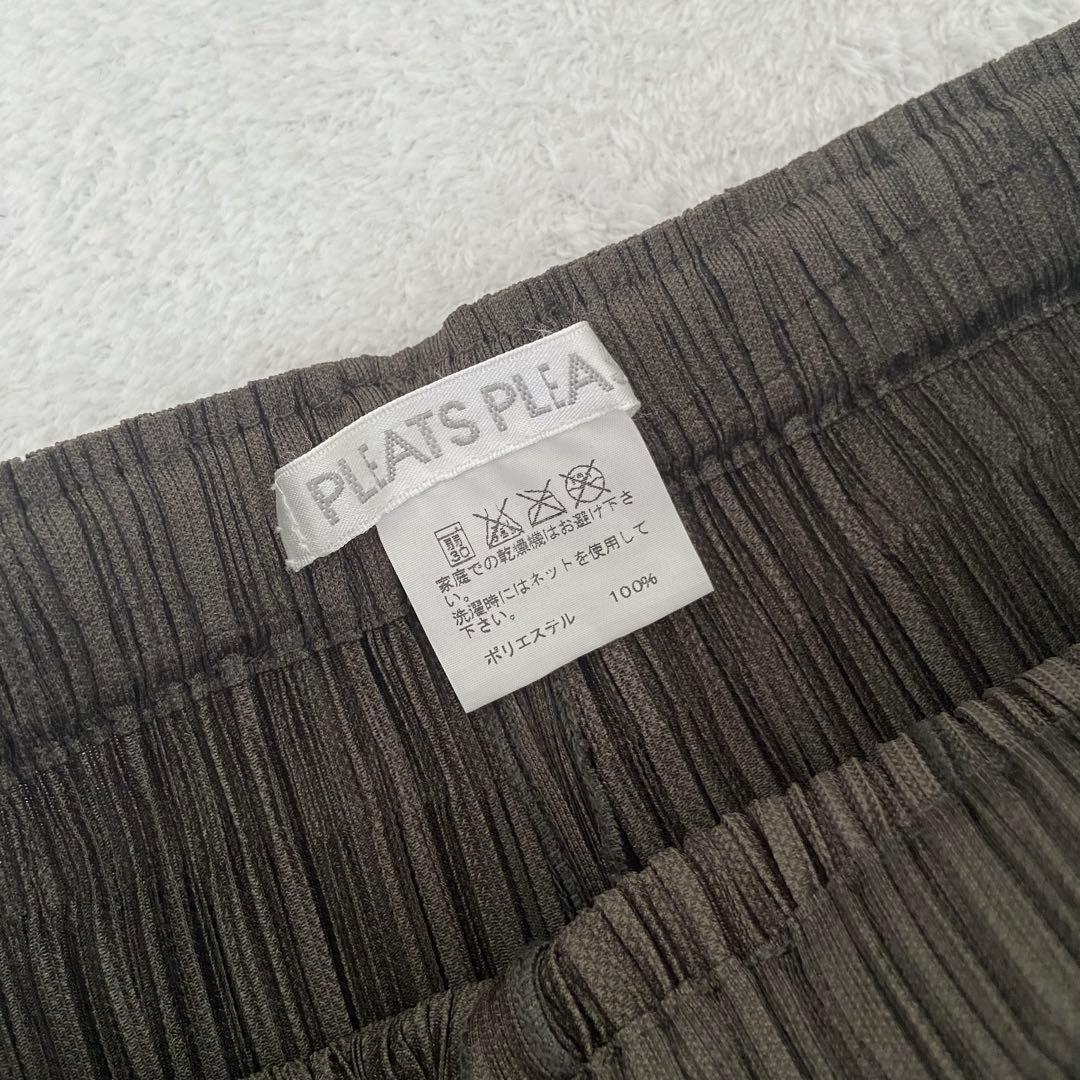 PLEATS PLEA
弱
30
家庭での乾燥機はお避け下さ
い。
洗濯時にはネットを使用して
下さい。
ポリエステル 100%